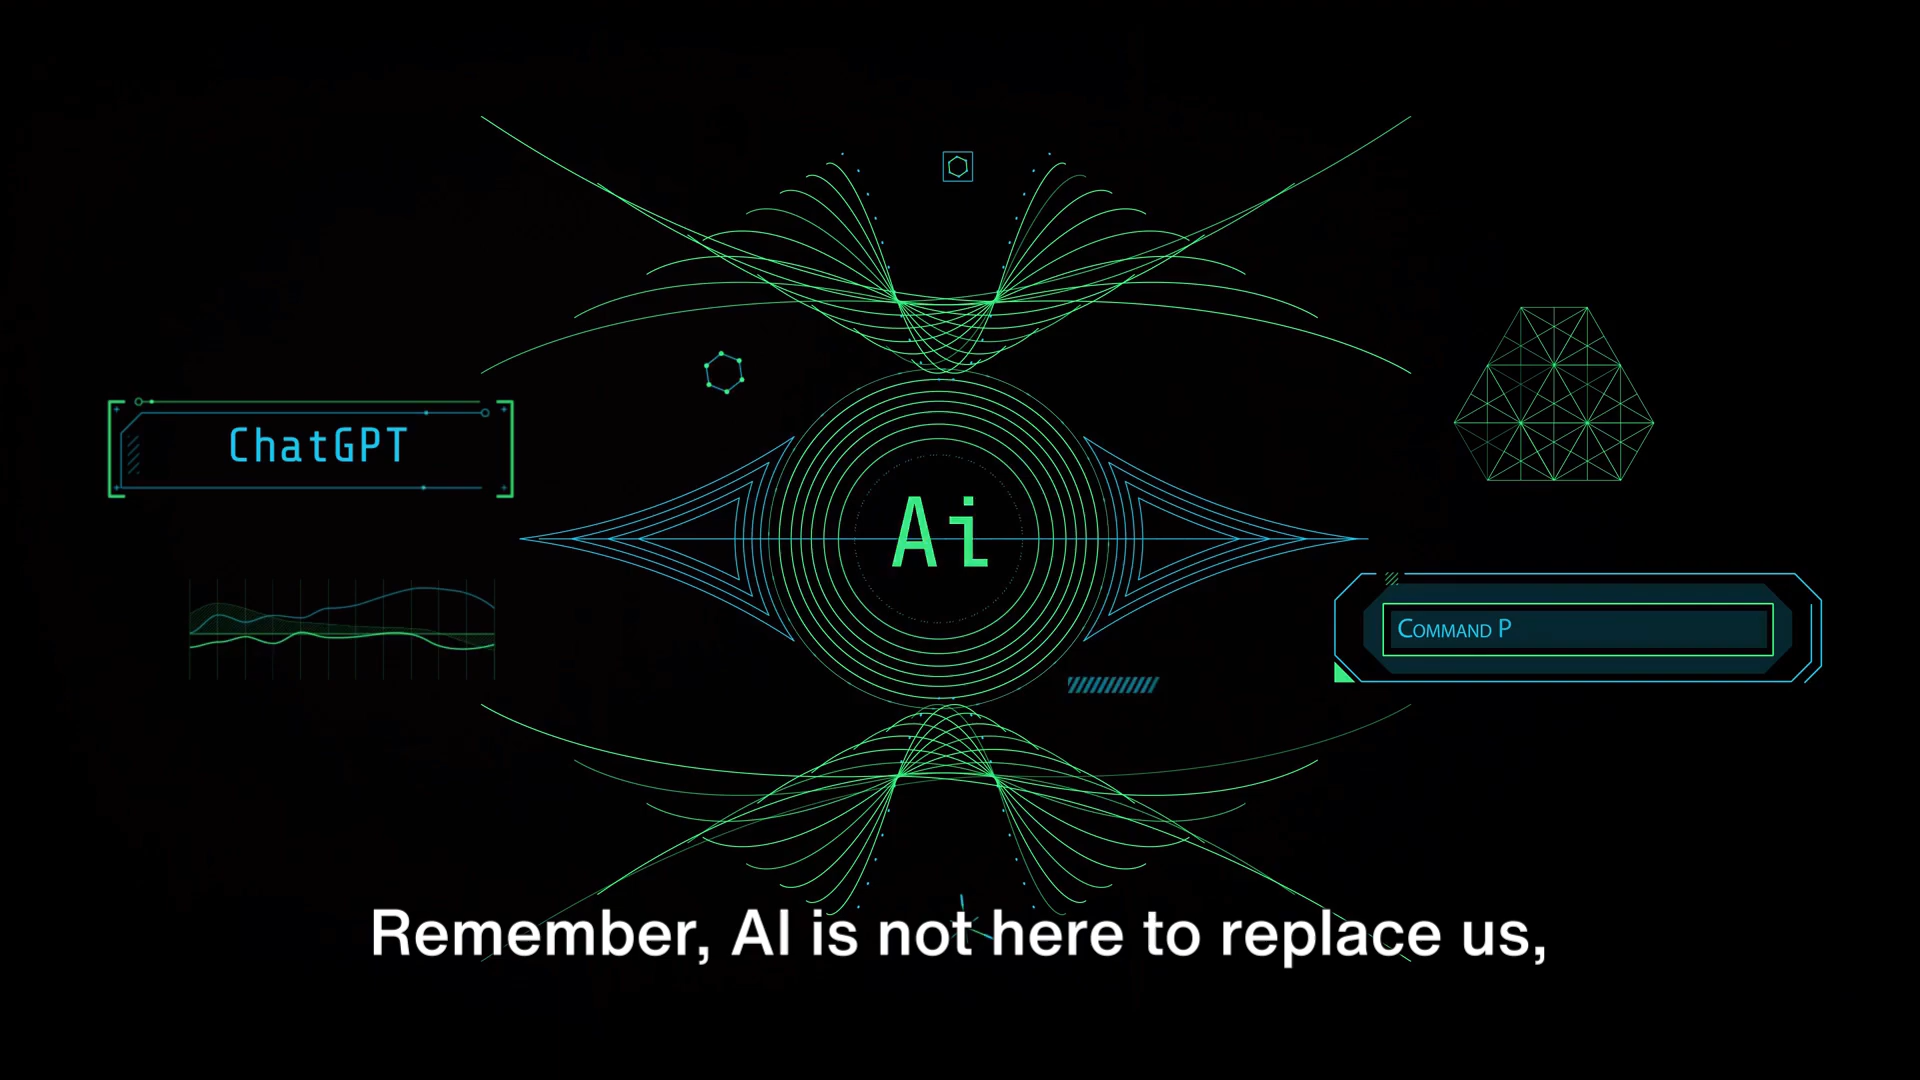 ChatGPT
Ai
Command P
Remember, AI is not here to replace us,